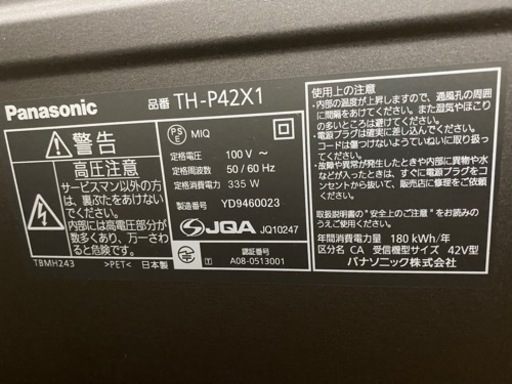 Panasonic
品番 TH-P42X1
警告
高圧注意
サービスマン以外の方は、裏ぶたをあけないでください。
内部には高電圧部分が数多くあり、万一さわると危険です。
TBMH243 >PET< 日本製
PS E MIQ
定格電圧: 100 V ~
定格周波数: 50 / 60 Hz
定格消費電力: 335 W
製造番号 YD9460023
JQA JQ10247
認証番号
A08-0513001
使用上の注意
・内部の温度が上昇しますので、通風孔の周囲
に間隔をあけてください。また湿気やほこり
の多いところは避けてください。
・電源プラグは確実に差し込んでください。
コードは傷つけないようていねいに取り扱
ってください。
・故障や異常が発生したときや内部に異物や水
などが入ったときは、すぐに電源プラグをコ
ンセントから抜いて、販売店に修理を依頼し
てください。
・取扱説明書の"安全上のご注意"をお読みの
うえご使用ください。
年間消費電力量 180 kWh/年
区分名 CA 受信機型サイズ 42V型
パナソニック株式会社